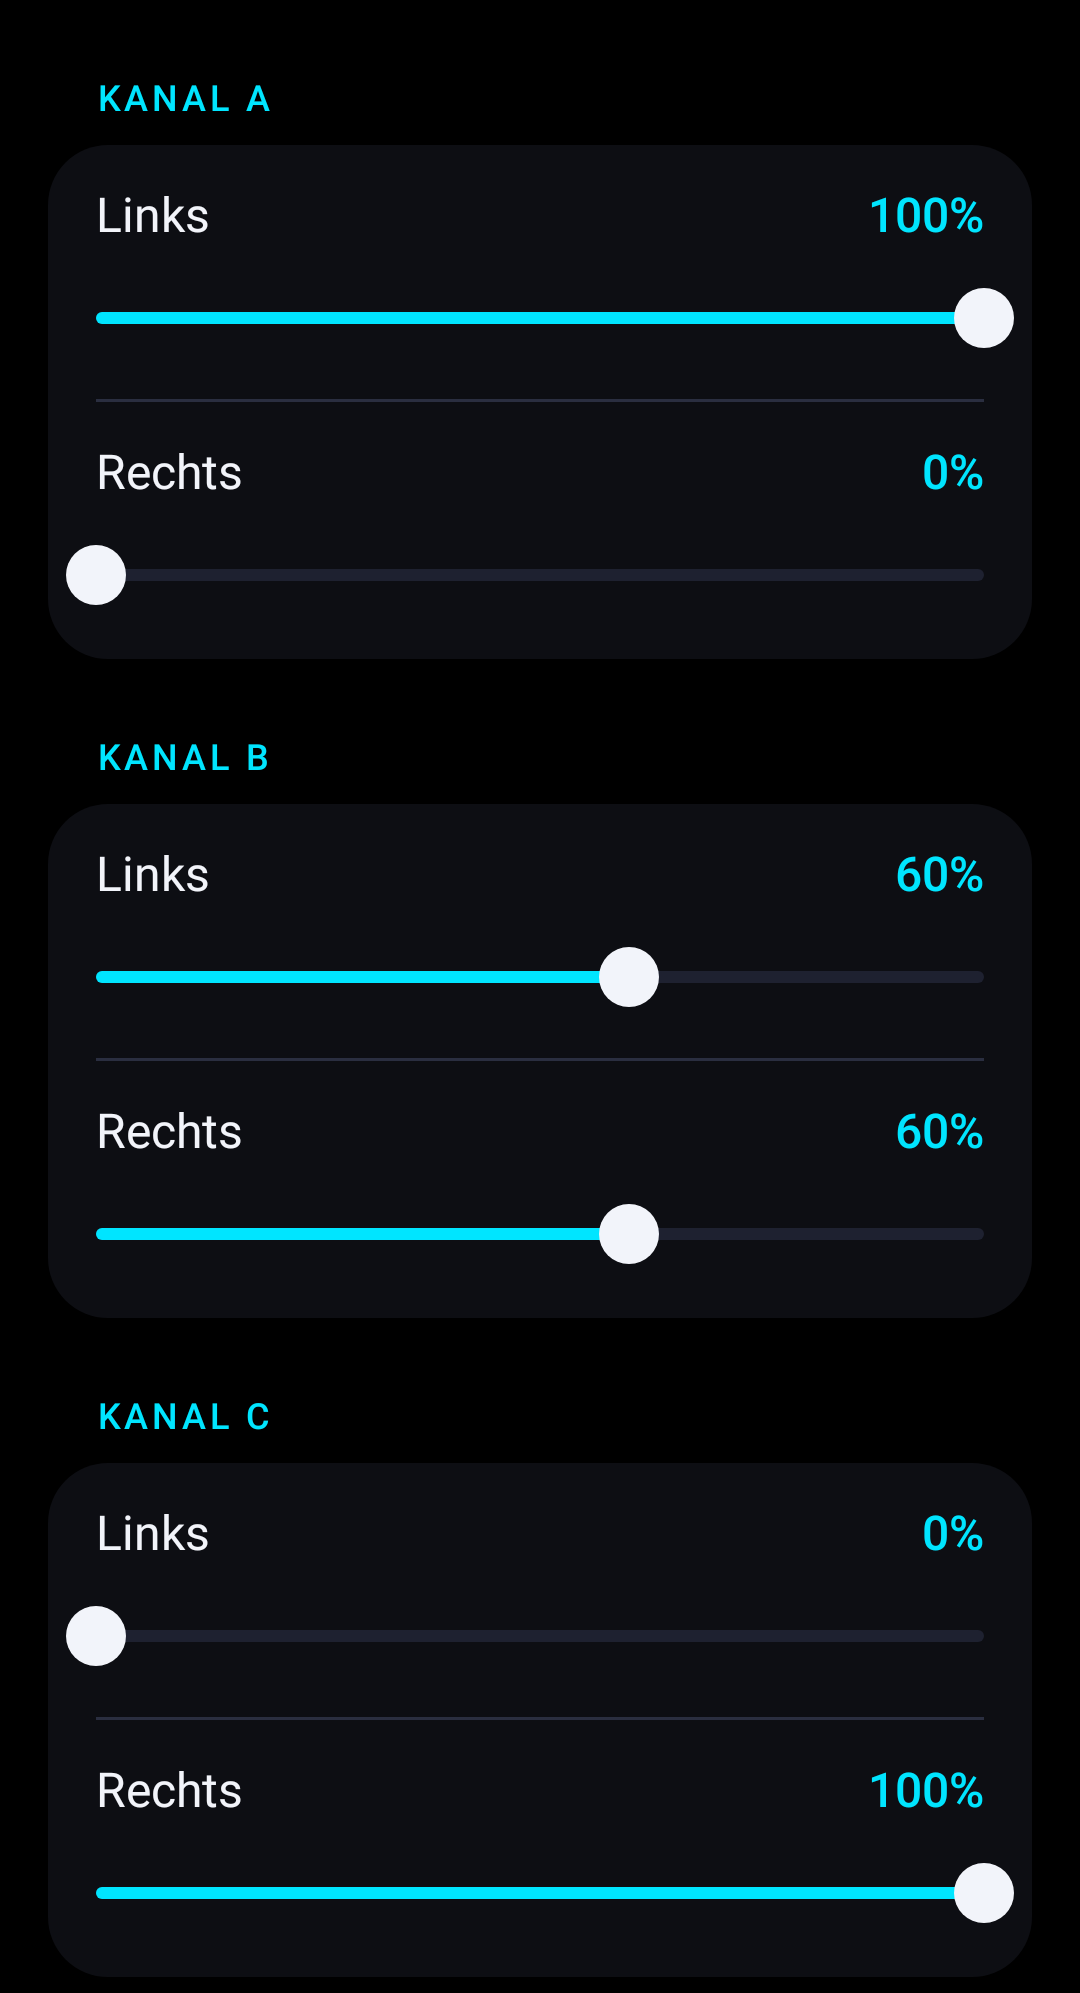 KANAL A
Links 100%
Rechts 0%
KANAL B
Links 60%
Rechts 60%
KANAL C
Links 0%
Rechts 100%